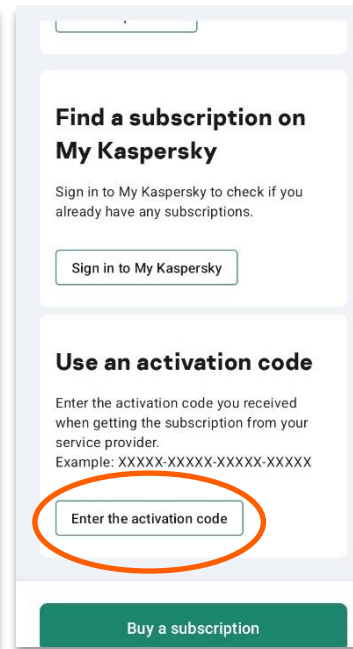 Find a subscription on
My Kaspersky
Sign in to My Kaspersky to check if you
already have any subscriptions.
Sign in to My Kaspersky
Use an activation code
Enter the activation code you received
when getting the subscription from your
service provider.
Example: XXXXX-XXXXX-XXXXX-XXXXX
Enter the activation code
Buy a subscription